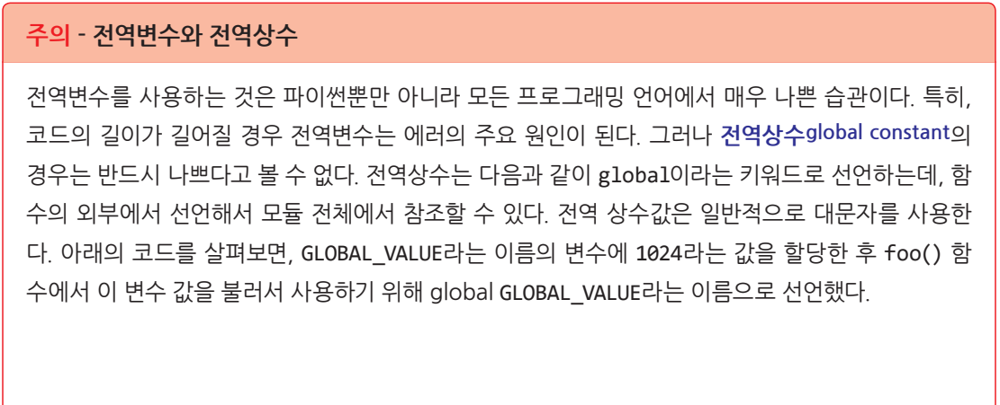 주의 - 전역변수와 전역상수
전역변수를 사용하는 것은 파이썬뿐만 아니라 모든 프로그래밍 언어에서 매우 나쁜 습관이다. 특히,
코드의 길이가 길어질 경우 전역변수는 에러의 주요 원인이 된다. 그러나 전역상수global constant의
경우는 반드시 나쁘다고 볼 수 없다. 전역상수는 다음과 같이 global이라는 키워드로 선언하는데, 함
수의 외부에서 선언해서 모듈 전체에서 참조할 수 있다. 전역 상수값은 일반적으로 대문자를 사용한
다. 아래의 코드를 살펴보면, GLOBAL_VALUE라는 이름의 변수에 1024라는 값을 할당한 후 foo() 함
수에서 이 변수 값을 불러서 사용하기 위해 global GLOBAL_VALUE라는 이름으로 선언했다.